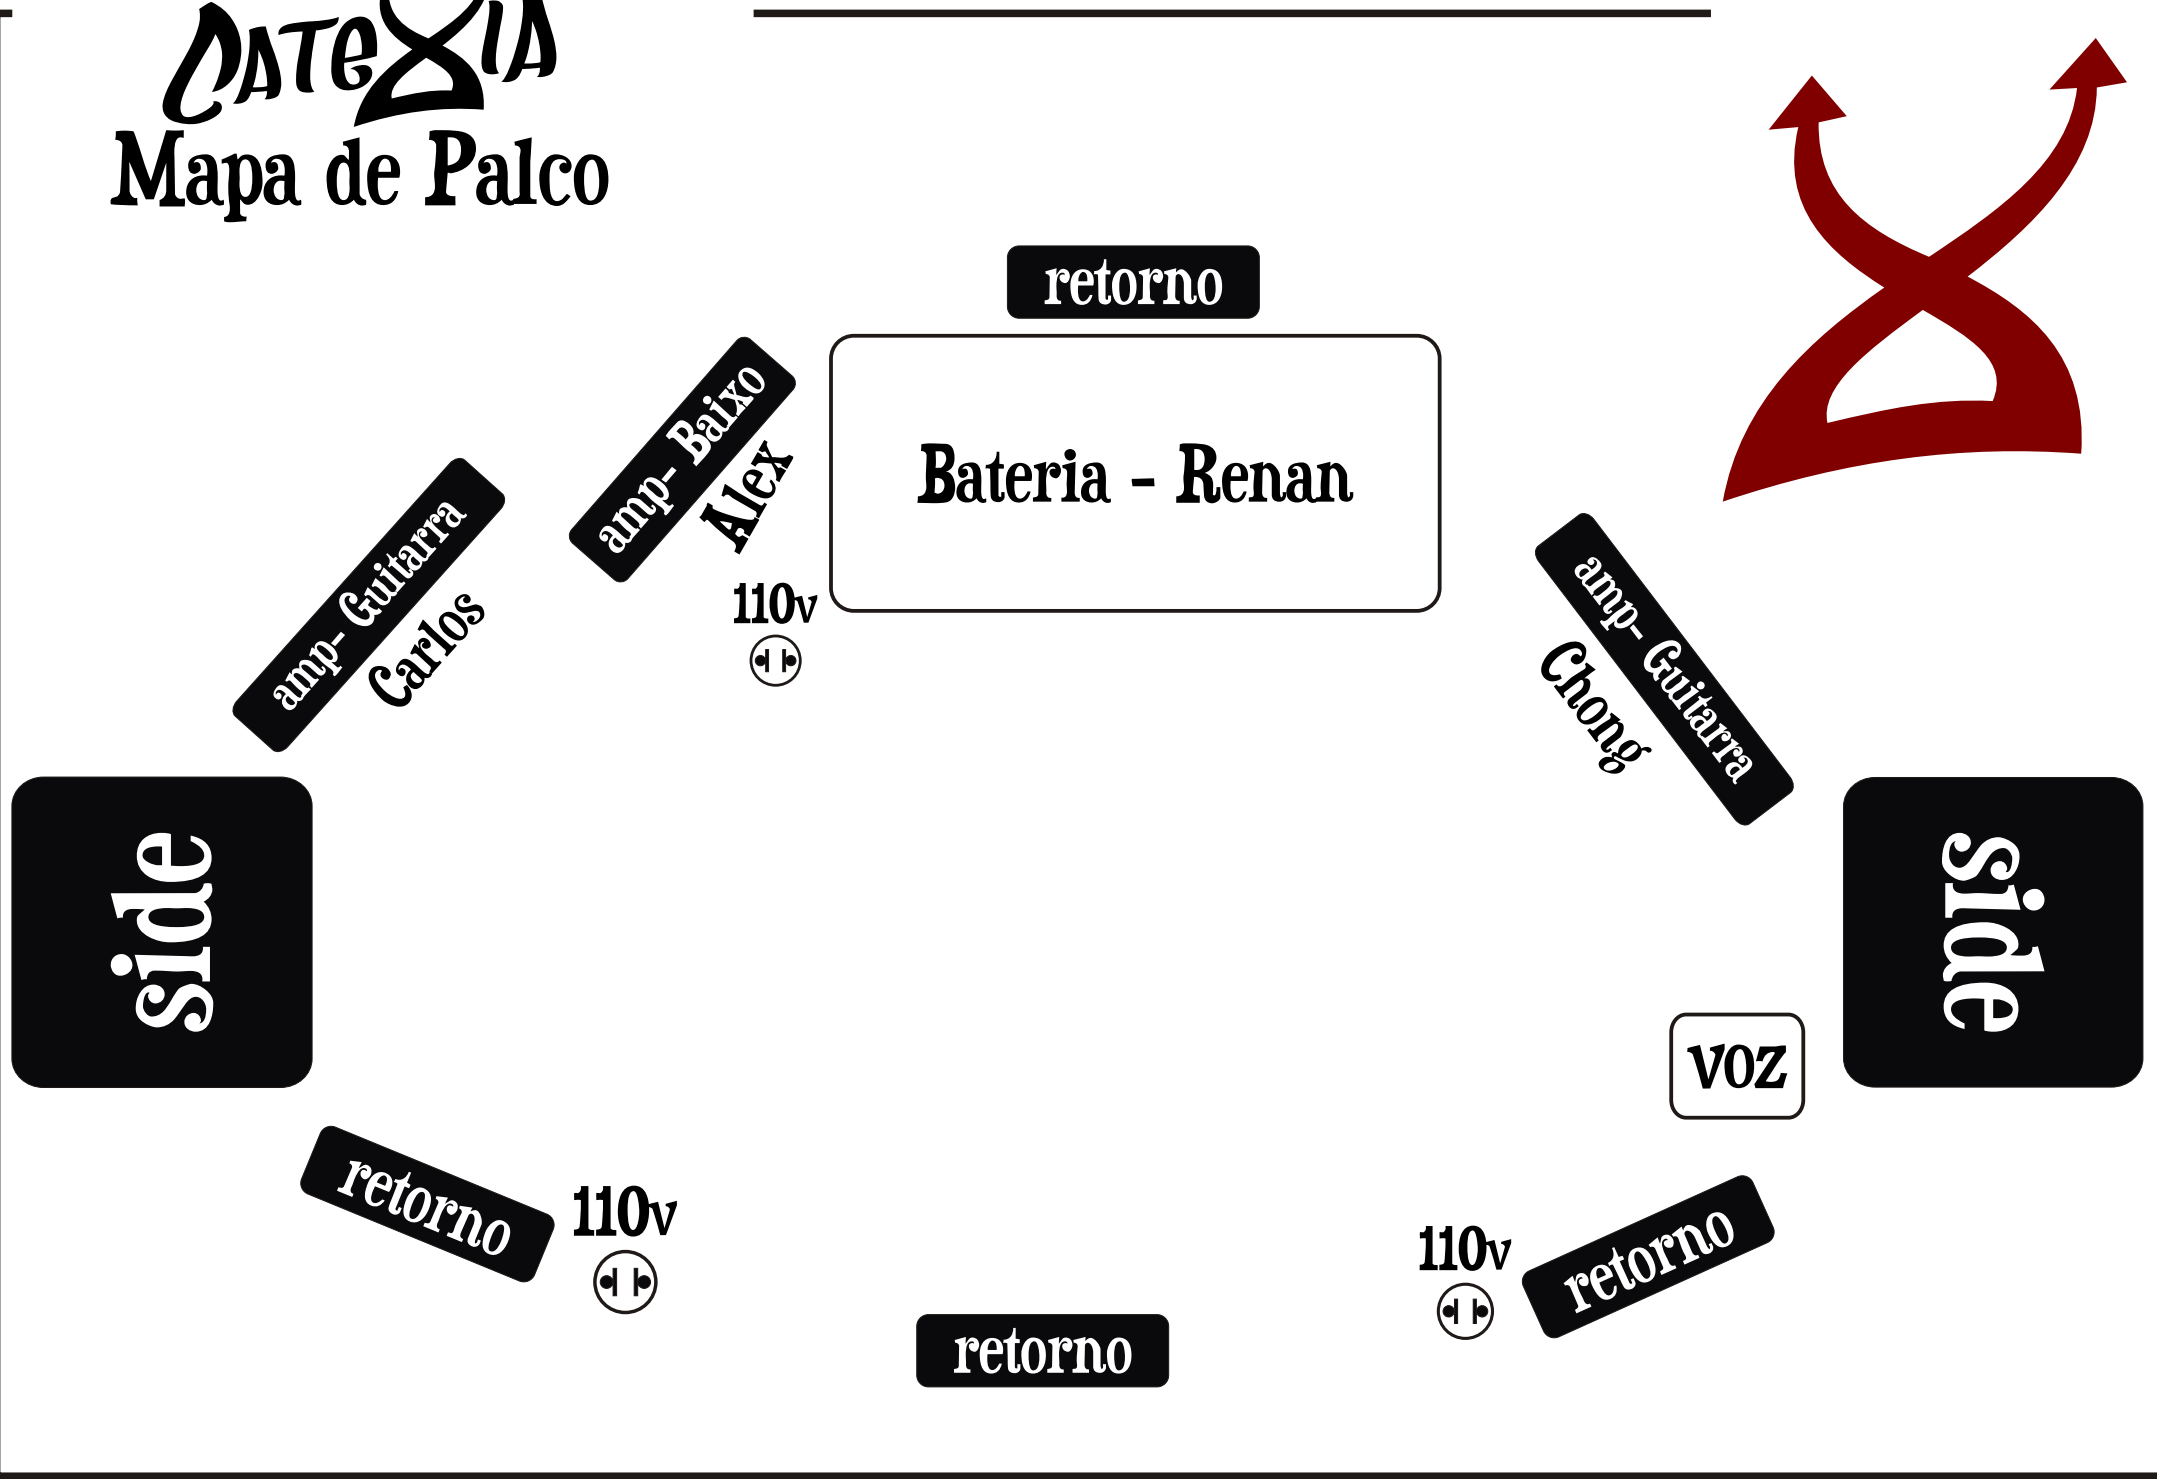 CATEXIA
Mapa de Palco
retorno
amp- Baixo
Alex
Bateria - Renan
amp- Guitarra
Carlos
110v
amp- Guitarra
Chong
side
side
voz
retorno
110v
110v
retorno
retorno